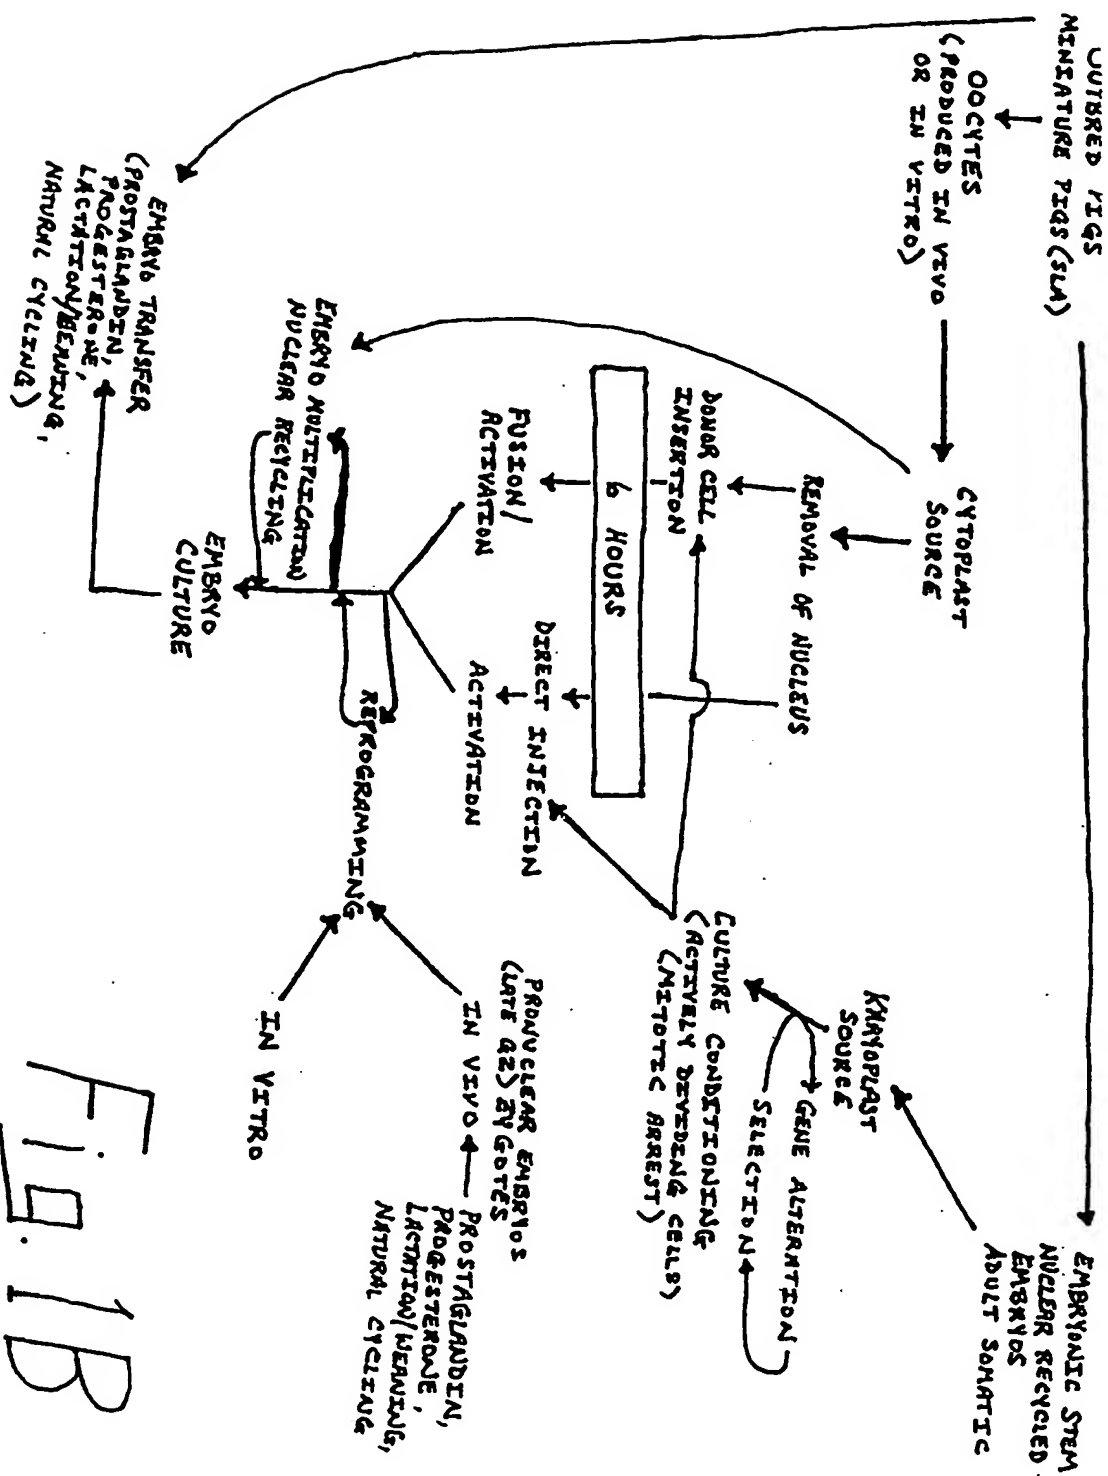 OUTBRED PIGS
MINIATURE PIGS (SLA)
OOCYTES
(PRODUCED IN VIVO
OR IN VITRO)
CYTOPLAST
SOURCE
EMBRYONIC STEM
NUCLEAR RECYCLED
EMBRYOS
ADULT SOMATIC
KARYOPLAST
SOURCE
GENE ALTERATION
SELECTION
CULTURE CONDITIONING
(ACTIVELY DIVIDING CELLS)
(MITOTIC ARREST)
REMOVAL OF NUCLEUS
DONOR CELL
INSERTION
6 HOURS
FUSION/
ACTIVATION
DIRECT INJECTION
ACTIVATION
PRONUCLEAR EMBRYOS
(LATE G2) ZYGOTES
IN VIVO
PROSTAGLANDIN,
PROGESTERONE,
LACTATION/WEANING,
NATURAL CYCLING
REPROGRAMMING
IN VITRO
EMBRYO MULTIPLICATION
NUCLEAR RECYCLING
EMBRYO
CULTURE
EMBRYO TRANSFER
(PROSTAGLANDIN,
PROGESTERONE,
LACTATION/WEANING,
NATURAL CYCLING)
Fig. 1B